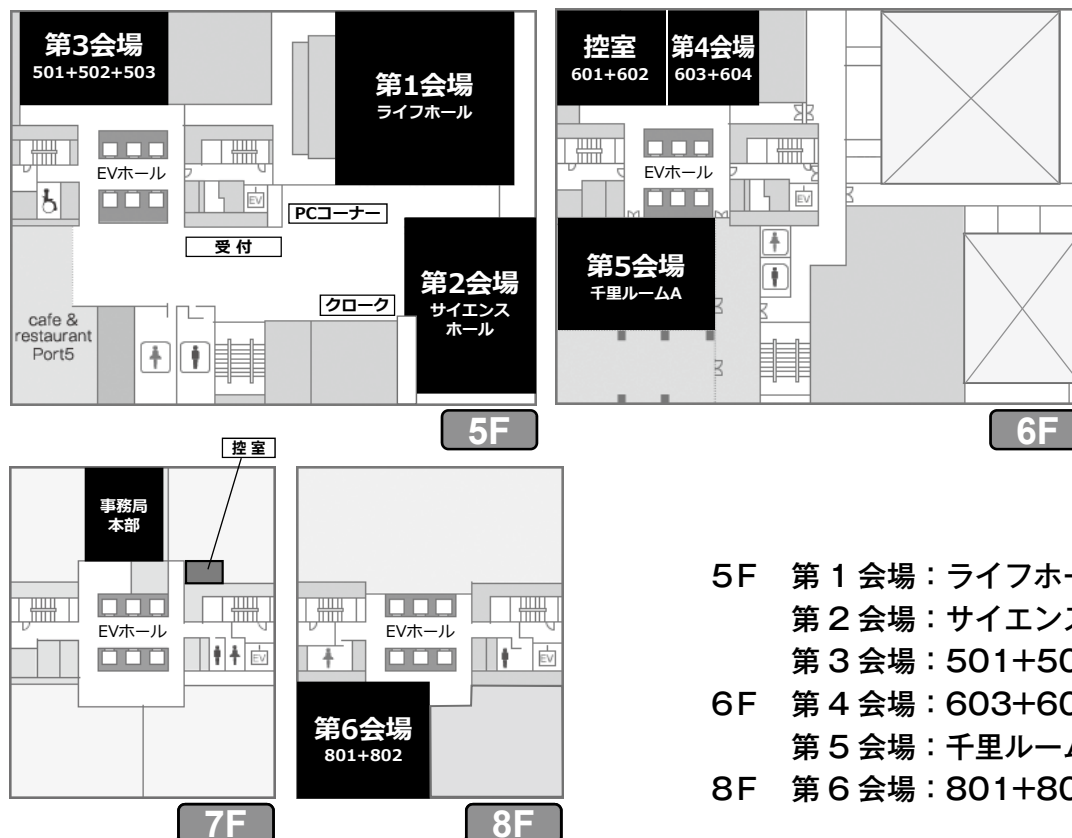 第3会場
501+502+503
第1会場
ライフホール
EVホール
EV
PCコーナー
受付
第2会場
サイエンス
ホール
クローク
cafe &
restaurant
Port5
5F
控室
601+602
第4会場
603+604
EVホール
EV
第5会場
千里ルームA
6F
控室
事務局
本部
EVホール
EV
7F
EVホール
EV
第6会場
801+802
8F
5F 第1会場：ライフホー
第2会場：サイエンス
第3会場：501+50
6F 第4会場：603+60
第5会場：千里ルーム
8F 第6会場：801+80